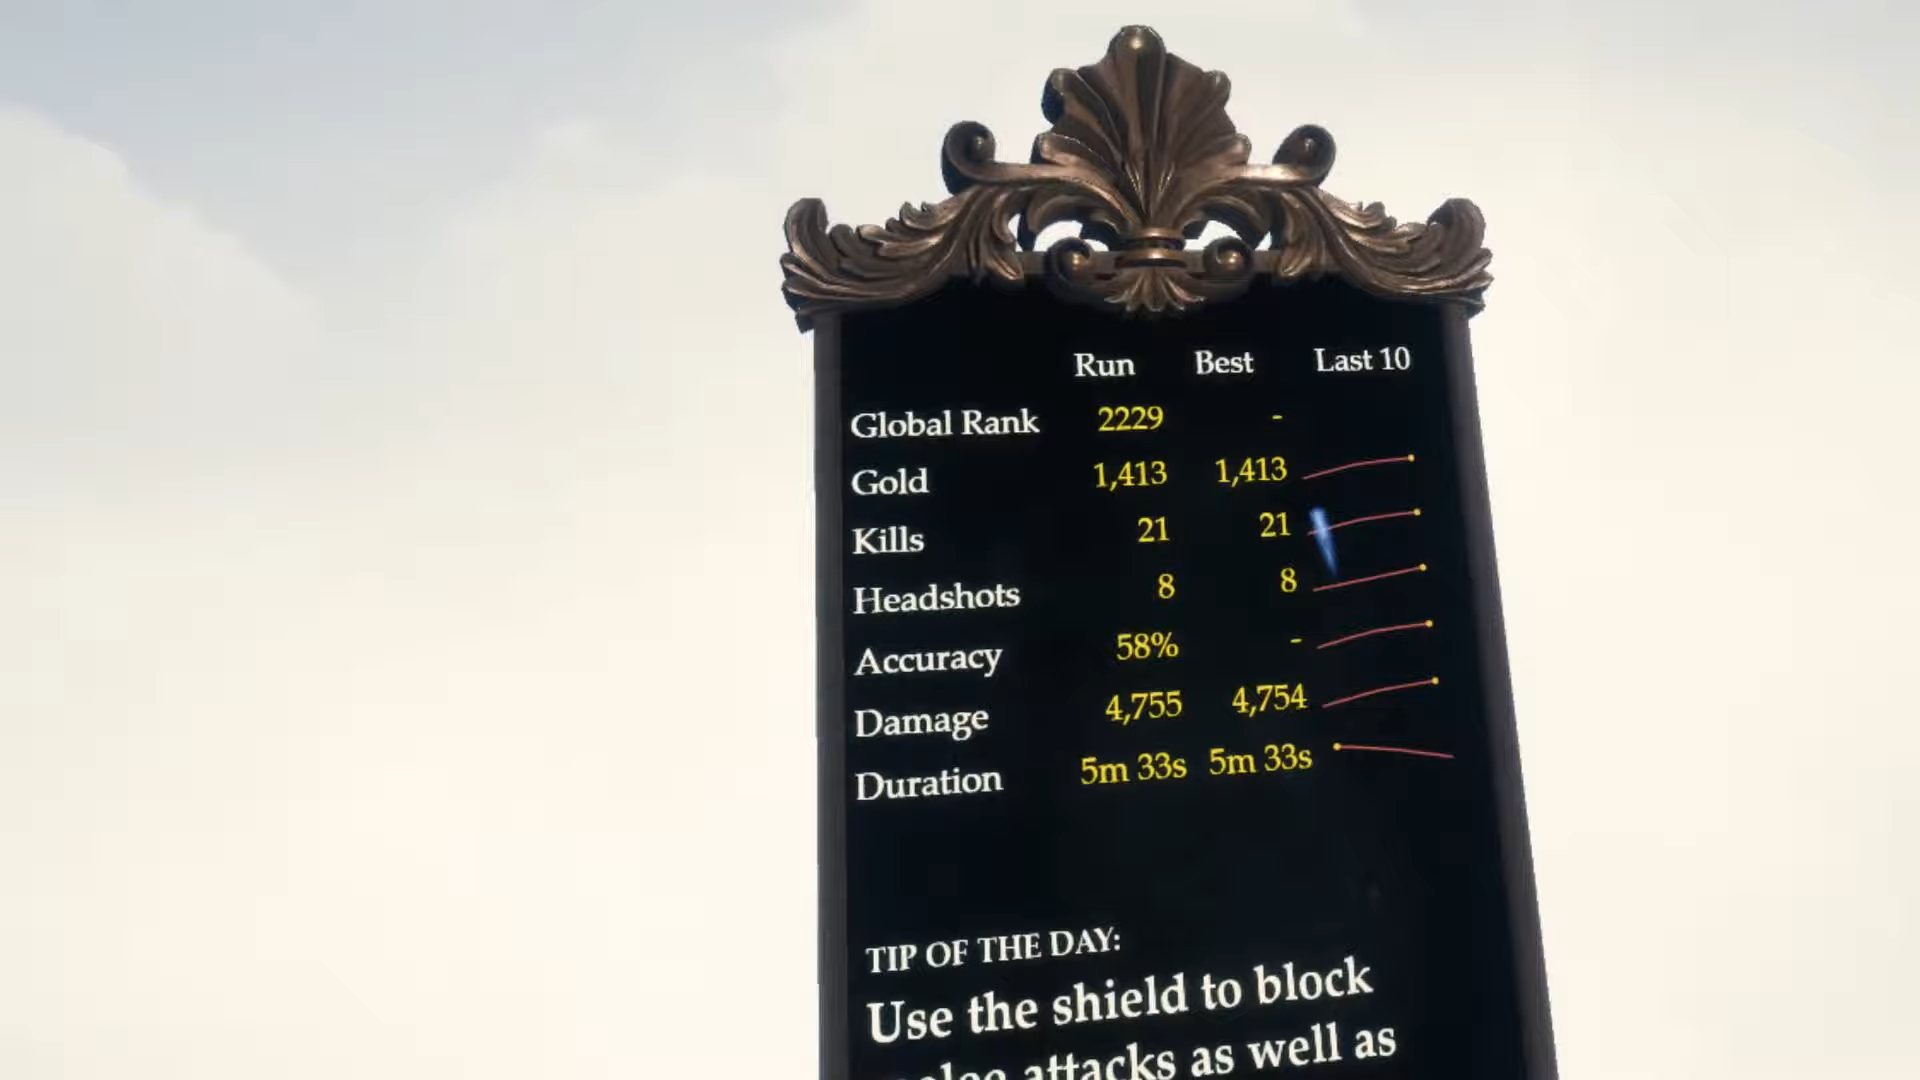 Run Best Last 10
Global Rank 2229 -
Gold 1,413 1,413
Kills 21 21
Headshots 8 8
Accuracy 58% -
Damage 4,755 4,754
Duration 5m 33s 5m 33s
TIP OF THE DAY:
Use the shield to block
attacks as well as